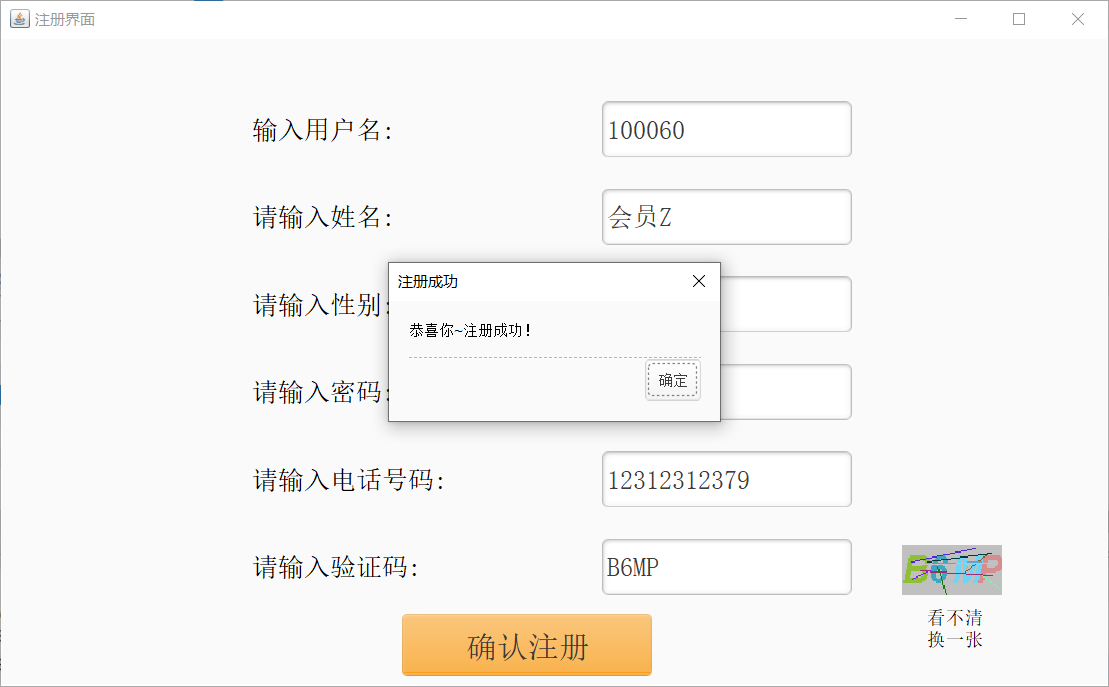 注册界面
输入用户名:
100060
请输入姓名:
会员Z
注册成功
请输入性别:
恭喜你~注册成功!
确定
请输入密码:
请输入电话号码:
12312312379
请输入验证码:
B6MP
B6MP
看不清
换一张
确认注册